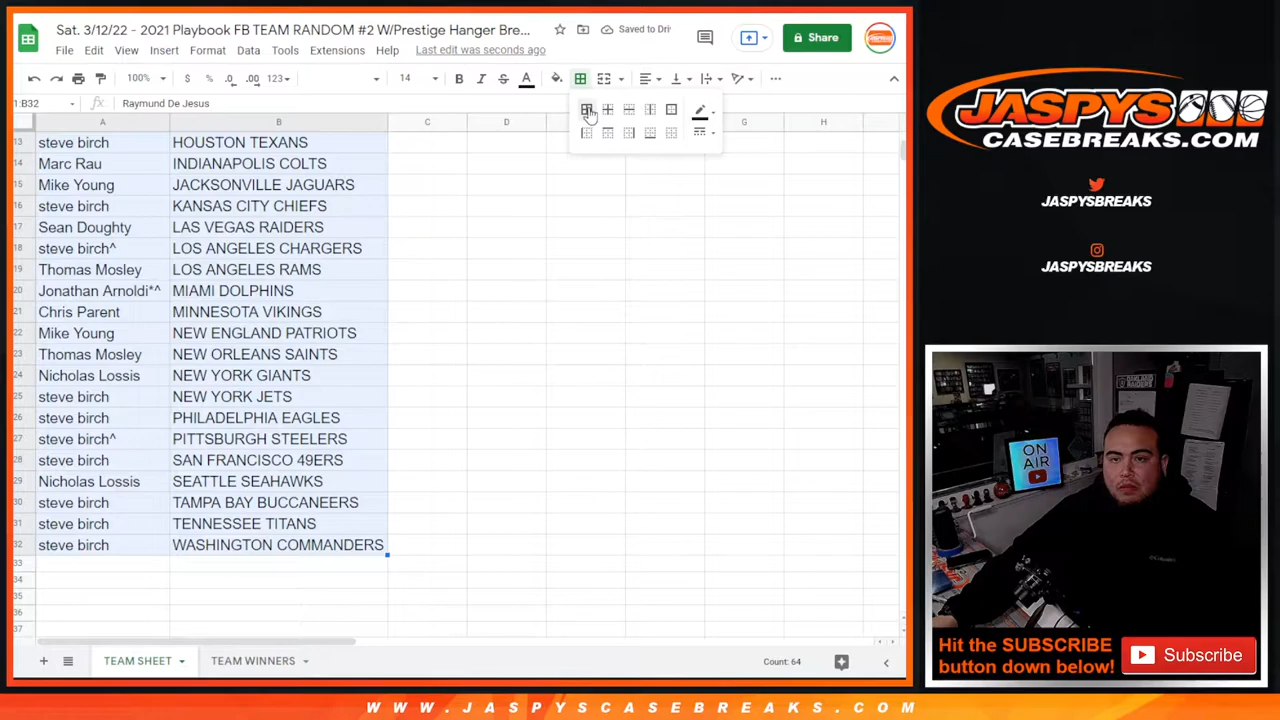 Sat. 3/12/22 - 2021 Playbook FB TEAM RANDOM #2 W/Prestige Hanger Bre...
Saved to Dri
Share
File Edit View Insert Format Data Tools Extensions Help Last edit was seconds ago
100% $ % .0 .00 123 14 B I S A
1:B32 fx Raymund De Jesus
A B C D G H
13 steve birch HOUSTON TEXANS
14 Marc Rau INDIANAPOLIS COLTS
15 Mike Young JACKSONVILLE JAGUARS
16 steve birch KANSAS CITY CHIEFS
17 Sean Doughty LAS VEGAS RAIDERS
18 steve birch^ LOS ANGELES CHARGERS
19 Thomas Mosley LOS ANGELES RAMS
20 Jonathan Arnoldi*^ MIAMI DOLPHINS
21 Chris Parent MINNESOTA VIKINGS
22 Mike Young NEW ENGLAND PATRIOTS
23 Thomas Mosley NEW ORLEANS SAINTS
24 Nicholas Lossis NEW YORK GIANTS
25 steve birch NEW YORK JETS
26 steve birch PHILADELPHIA EAGLES
27 steve birch^ PITTSBURGH STEELERS
28 steve birch SAN FRANCISCO 49ERS
29 Nicholas Lossis SEATTLE SEAHAWKS
30 steve birch TAMPA BAY BUCCANEERS
31 steve birch TENNESSEE TITANS
32 steve birch WASHINGTON COMMANDERS
33
34
35
36
37
TEAM SHEET TEAM WINNERS Count: 64
JASPYS
CASEBREAKS.COM
JASPYSBREAKS
JASPYSBREAKS
OAKLAND
RAIDERS
ON
AIR
Hit the SUBSCRIBE
button down below!
Subscribe
WWW.JASPYSCASEBREAKS.COM